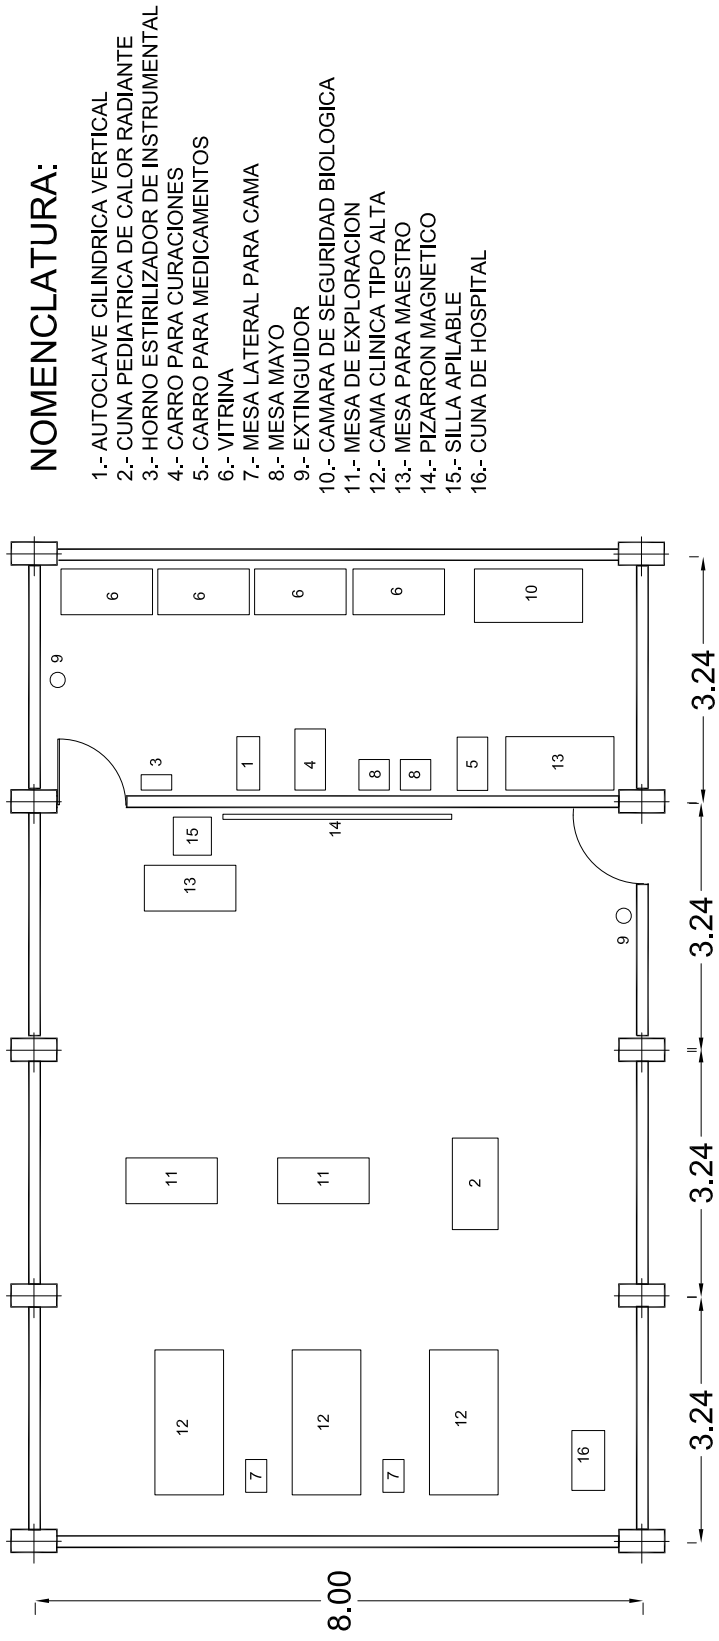 NOMENCLATURA:
1.- AUTOCLAVE CILINDRICA VERTICAL
2.- CUNA PEDIATRICA DE CALOR RADIANTE
3.- HORNO ESTIRILIZADOR DE INSTRUMENTAL
4.- CARRO PARA CURACIONES
5.- CARRO PARA MEDICAMENTOS
6.- VITRINA
7.- MESA LATERAL PARA CAMA
8.- MESA MAYO
9.- EXTINGUIDOR
10.- CAMARA DE SEGURIDAD BIOLOGICA
11.- MESA DE EXPLORACION
12.- CAMA CLINICA TIPO ALTA
13.- MESA PARA MAESTRO
14.- PIZARRON MAGNETICO
15.- SILLA APILABLE
16.- CUNA DE HOSPITAL
6
6
6
6
10
9
3
1
4
8
8
5
13
15
14
13
9
11
11
2
12
12
12
7
7
16
3.24
3.24
3.24
3.24
8.00